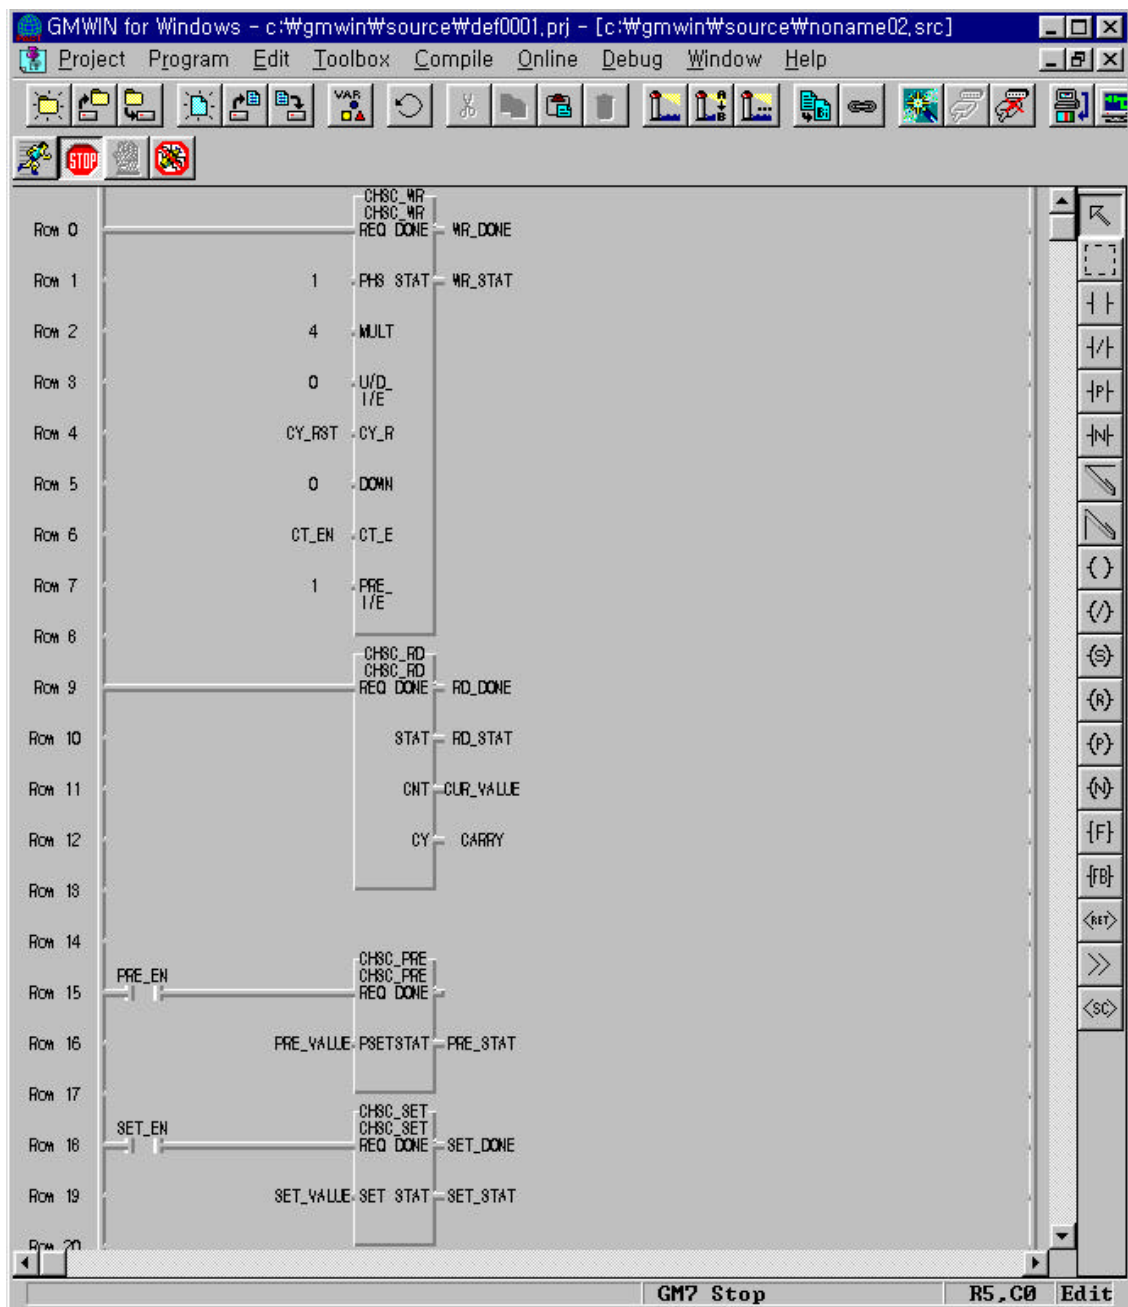 GMWIN for Windows - c:₩gmwin₩source₩def0001.prj - [c:₩gmwin₩source₩noname02.src]
Project Program Edit Toolbox Compile Online Debug Window Help
VAR
STOP
CHSC_WR
CHSC_WR
Row 0 REQ DONE WR_DONE
Row 1 1 PHS STAT WR_STAT
Row 2 4 MULT
Row 3 0 U/D_
I/E
Row 4 CY_RST CY_R
Row 5 0 DOWN
Row 6 CT_EN CT_E
Row 7 1 PRE_
I/E
Row 8
CHSC_RD
CHSC_RD
Row 9 REQ DONE RD_DONE
Row 10 STAT RD_STAT
Row 11 CNT CUR_VALUE
Row 12 CY CARRY
Row 13
Row 14
CHSC_PRE
PRE_EN CHSC_PRE
Row 15 REQ DONE
Row 16 PRE_VALUE PSET STAT PRE_STAT
Row 17
CHSC_SET
SET_EN CHSC_SET
Row 18 REQ DONE SET_DONE
Row 19 SET_VALUE SET STAT SET_STAT
Row 20
P
N
(S)
(R)
(P)
(N)
{F}
{FB}
<RET>
>>
<SC>
GM7 Stop R5,C0 Edit